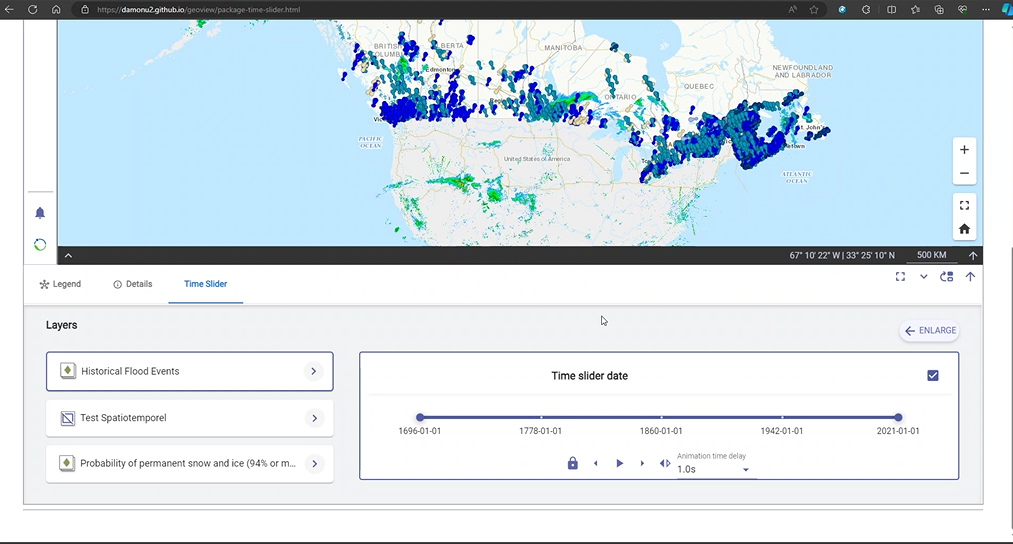 https://damonu2.github.io/geoview/package-time-slider.html
BRITISH
BERTA
MANITOBA
Edmonton
ONTARIO
QUEBEC
NEWFOUNDLAND
AND LABRADOR
St. John's
PACIFIC
OCEAN
United States of America
ATLANTIC
OCEAN
67° 10' 22" W | 33° 25' 10" N
500 KM
Legend
Details
Time Slider
Layers
ENLARGE
Historical Flood Events
Test Spatiotemporel
Probability of permanent snow and ice (94% or m...
Time slider date
1696-01-01
1778-01-01
1860-01-01
1942-01-01
2021-01-01
Animation time delay
1.0s